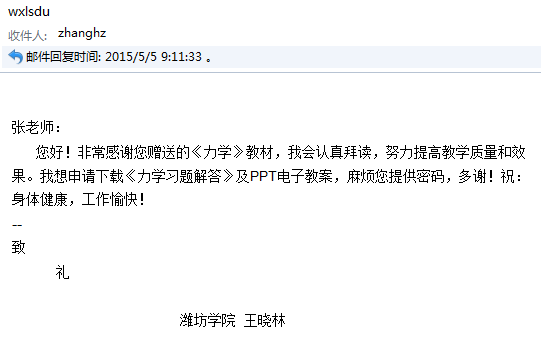 wxlsdu
收件人: zhanghz
邮件回复时间: 2015/5/5 9:11:33 。
张老师：
您好！非常感谢您赠送的《力学》教材，我会认真拜读，努力提高教学质量和效
果。我想申请下载《力学习题解答》及PPT电子教案，麻烦您提供密码，多谢！祝：
身体健康，工作愉快！
--
致
礼
潍坊学院 王晓林